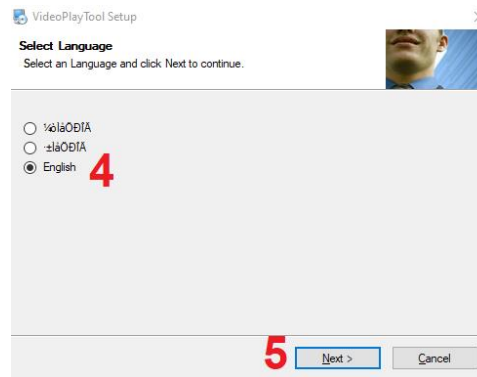 VideoPlayTool Setup
Select Language
Select an Language and click Next to continue.
¼òÌåÖÐÎÄ
·±ÌåÖÐÎÄ
English
4
5
Next >
Cancel